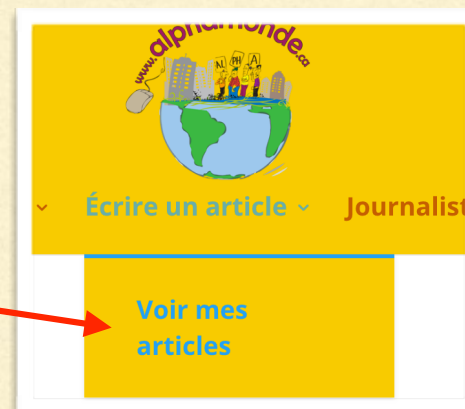 www.alphamonde.ca
AL PH A
Écrire un article
Journalist
Voir mes
articles